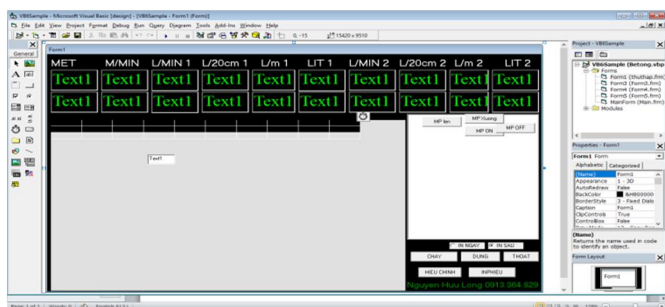 VB6Sample - Microsoft Visual Basic [design] - [VB6Sample - Form1 (Form)]
File Edit View Project Format Debug Run Query Diagram Tools Add-Ins Window Help
0, -15 15420 x 9510
General
Form1
MET M/MIN L/MIN 1 L/20cm 1 L/m 1 LIT 1 L/MIN 2 L/20cm 2 L/m 2 LIT 2
Text1 Text1 Text1 Text1 Text1 Text1 Text1 Text1 Text1 Text1
Text1 Text1 Text1 Text1 Text1 Text1 Text1 Text1 Text1 Text1
Text1
MP len MP Xuong
MP ON MP OFF
IN NGAY IN SAU
CHAY DUNG THOAT
HIEU CHINH INPHIEU
Nguyen Huu Long 0913.364.829
Project - VB6Sample
VB6Sample (Betong.vbp)
Forms
Form1 (thuthap.frm)
Form2 (Form2.frm)
Form3 (Form3.frm)
Form5 (Form5.frm)
MainForm (Main.frm)
Modules
Properties - Form1
Form1 Form
Alphabetic Categorized
(Name) Form1
Appearance 1 - 3D
AutoRedraw False
BackColor &H800000
BorderStyle 3 - Fixed Dialo
Caption Form1
ClipControls True
ControlBox False
(Name)
Returns the name used in code
to identify an object.
Form Layout
Form1